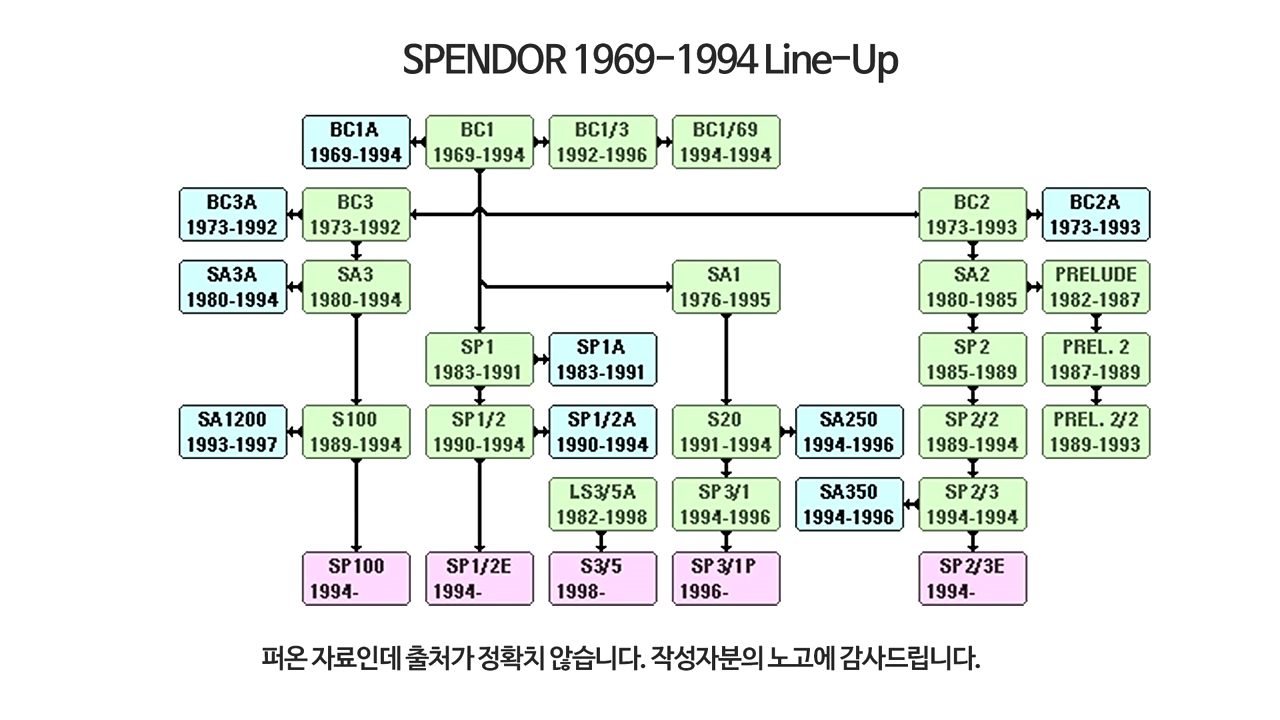 SPENDOR 1969-1994 Line-Up
BC1A
1969-1994
BC1
1969-1994
BC1/3
1992-1996
BC1/69
1994-1994
BC3A
1973-1992
BC3
1973-1992
BC2
1973-1993
BC2A
1973-1993
SA3A
1980-1994
SA3
1980-1994
SA1
1976-1995
SA2
1980-1985
PRELUDE
1982-1987
SP1
1983-1991
SP1A
1983-1991
SP2
1985-1989
PREL. 2
1987-1989
SA1200
1993-1997
S100
1989-1994
SP1/2
1990-1994
SP1/2A
1990-1994
S20
1991-1994
SA250
1994-1996
SP2/2
1989-1994
PREL. 2/2
1989-1993
LS3/5A
1982-1998
SP3/1
1994-1996
SA350
1994-1996
SP2/3
1994-1994
SP100
1994-
SP1/2E
1994-
S3/5
1998-
SP3/1P
1996-
SP2/3E
1994-
퍼온 자료인데 출처가 정확치 않습니다. 작성자분의 노고에 감사드립니다.